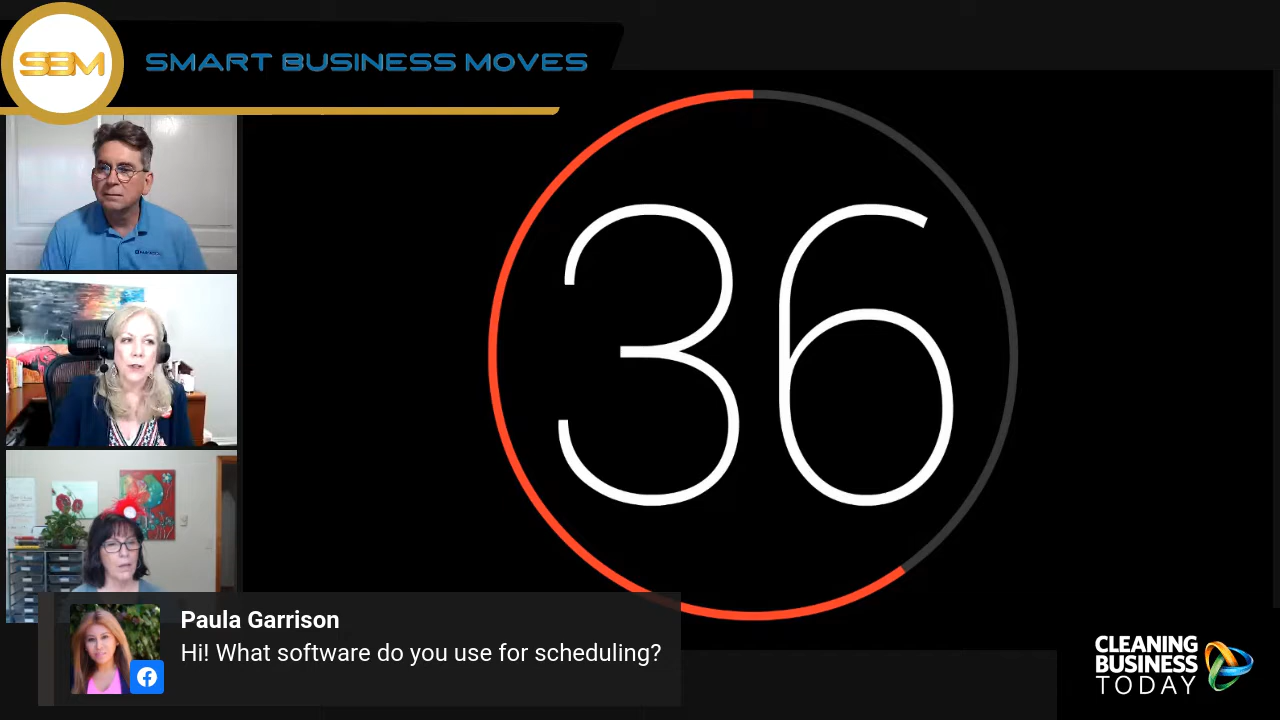 SBM
SMART BUSINESS MOVES
36
Paula Garrison
Hi! What software do you use for scheduling?
CLEANING
BUSINESS
TODAY